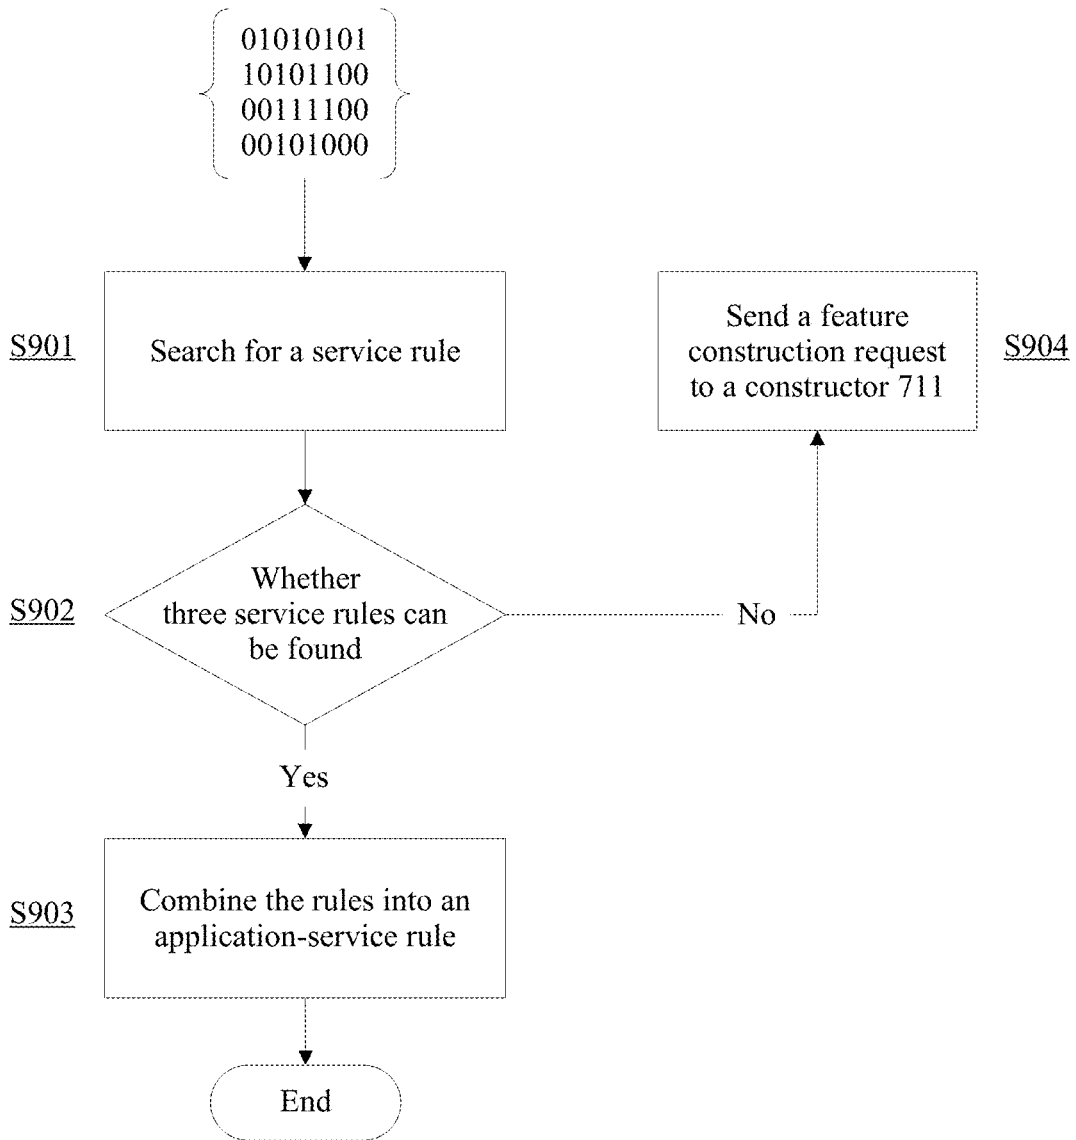 01010101
10101100
00111100
00101000
S901
Search for a service rule
Send a feature
construction request
to a constructor 711
S904
S902
Whether
three service rules can
be found
No
Yes
S903
Combine the rules into an
application-service rule
End